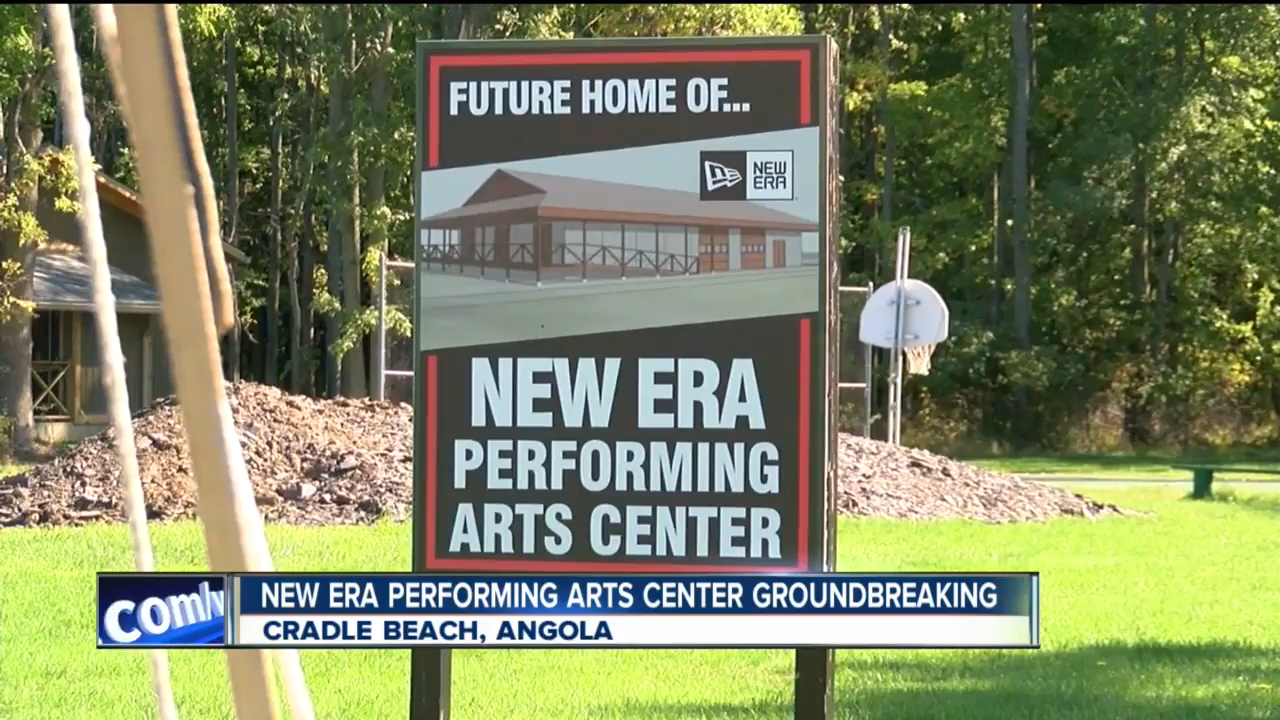 FUTURE HOME OF...
NEW
ERA
NEW ERA
PERFORMING
ARTS CENTER
NEW ERA PERFORMING ARTS CENTER GROUNDBREAKING
CRADLE BEACH, ANGOLA